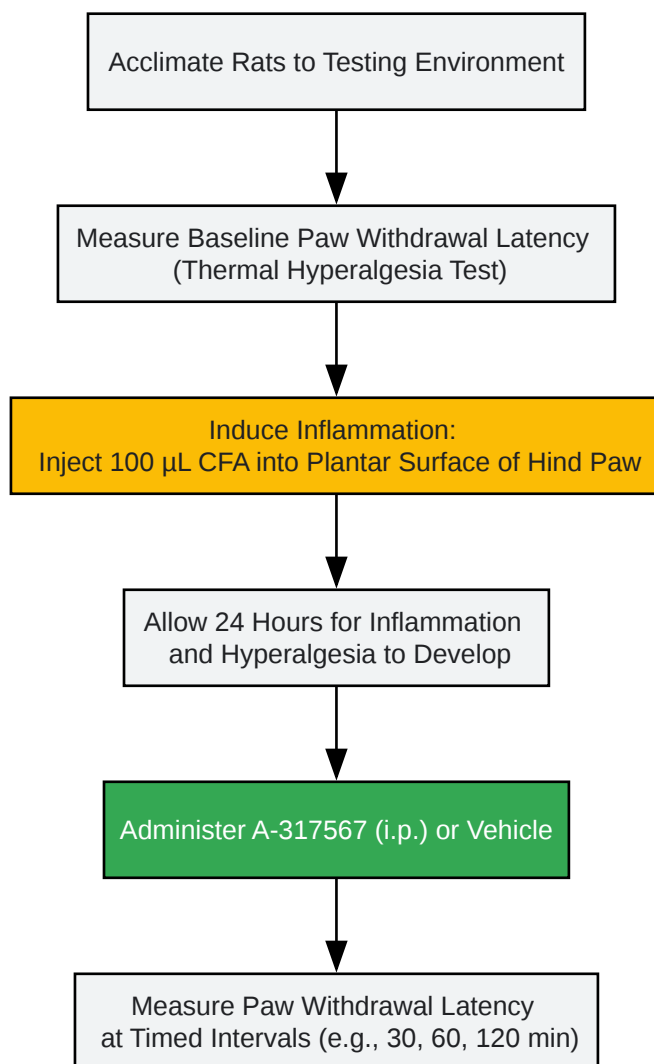 Acclimate Rats to Testing Environment
Measure Baseline Paw Withdrawal Latency
(Thermal Hyperalgesia Test)
Induce Inflammation:
Inject 100 µL CFA into Plantar Surface of Hind Paw
Allow 24 Hours for Inflammation
and Hyperalgesia to Develop
Administer A-317567 (i.p.) or Vehicle
Measure Paw Withdrawal Latency
at Timed Intervals (e.g., 30, 60, 120 min)